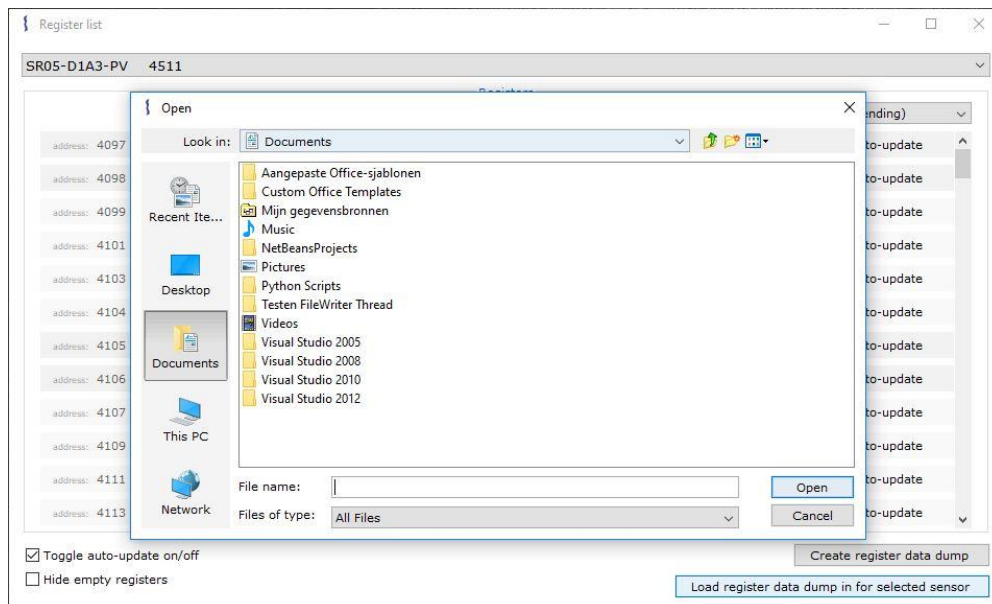 Register list
SR05-D1A3-PV 4511
Open
ending)
Look in: Documents
address: 4097 to-update
address: 4098 to-update
address: 4099 to-update
address: 4101 to-update
address: 4103 to-update
address: 4104 to-update
address: 4105 to-update
address: 4106 to-update
address: 4107 to-update
address: 4109 to-update
address: 4111 to-update
address: 4113 to-update
Recent Ite...
Desktop
Documents
This PC
Network
Aangepaste Office-sjablonen
Custom Office Templates
Mijn gegevensbronnen
Music
NetBeansProjects
Pictures
Python Scripts
Testen FileWriter Thread
Videos
Visual Studio 2005
Visual Studio 2008
Visual Studio 2010
Visual Studio 2012
File name:
Open
Files of type: All Files
Cancel
Toggle auto-update on/off
Create register data dump
Hide empty registers
Load register data dump in for selected sensor